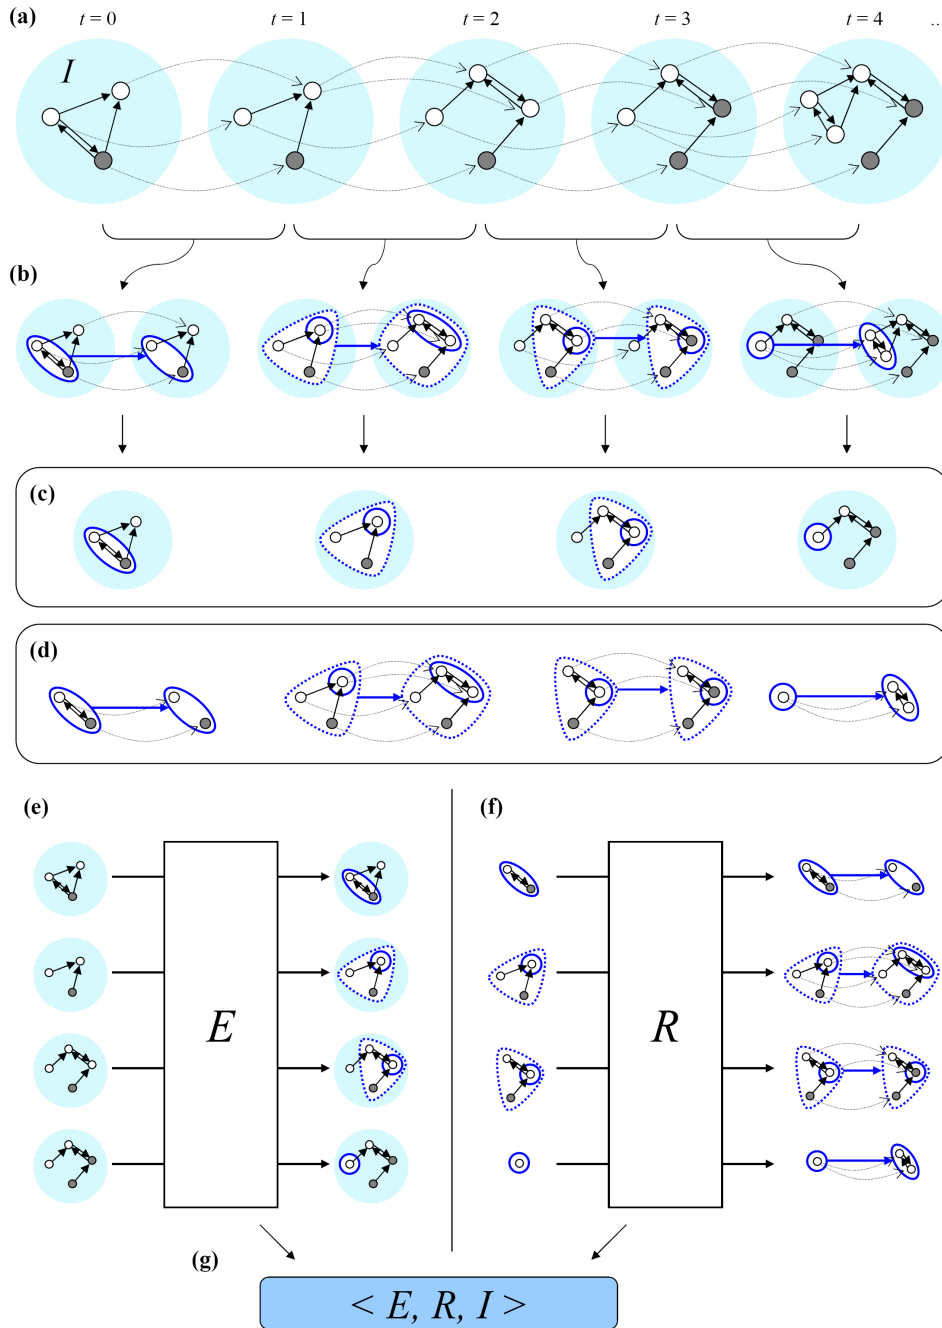 (a) t = 0 t = 1 t = 2 t = 3 t = 4 ...
I
(b)
(c)
(d)
(e) (f)
E R
(g)
< E, R, I >